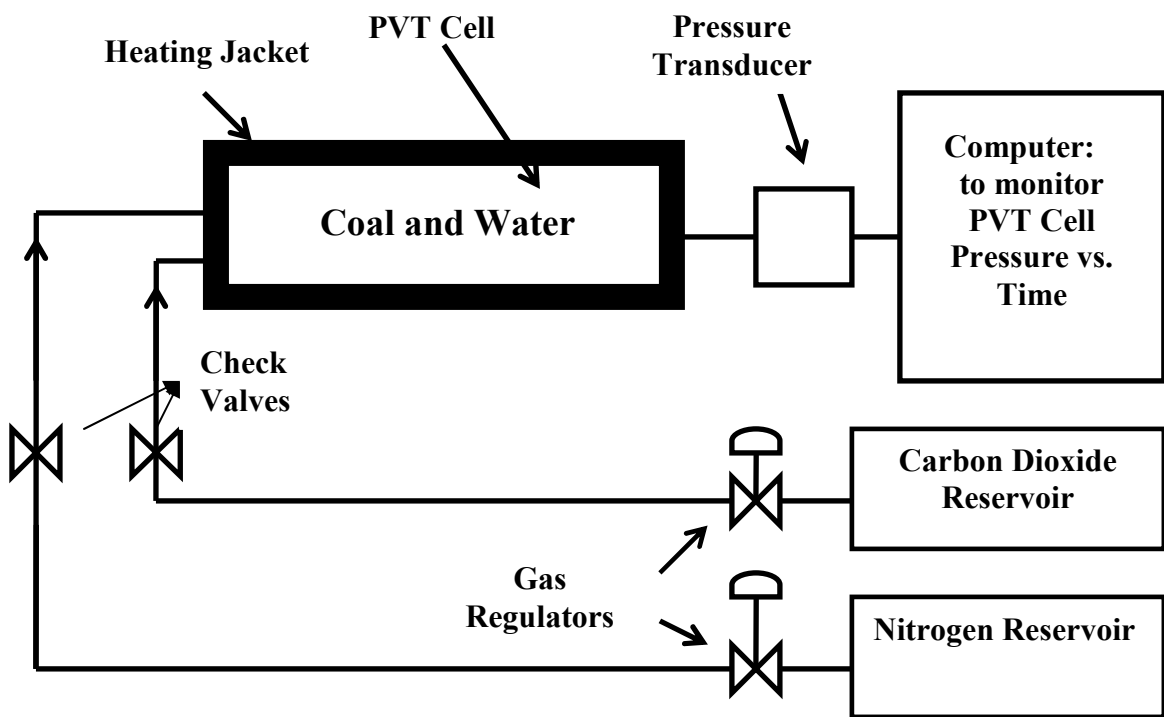 PVT Cell
Heating Jacket
Pressure
Transducer
Coal and Water
Computer:
to monitor
PVT Cell
Pressure vs.
Time
Check
Valves
Carbon Dioxide
Reservoir
Gas
Regulators
Nitrogen Reservoir